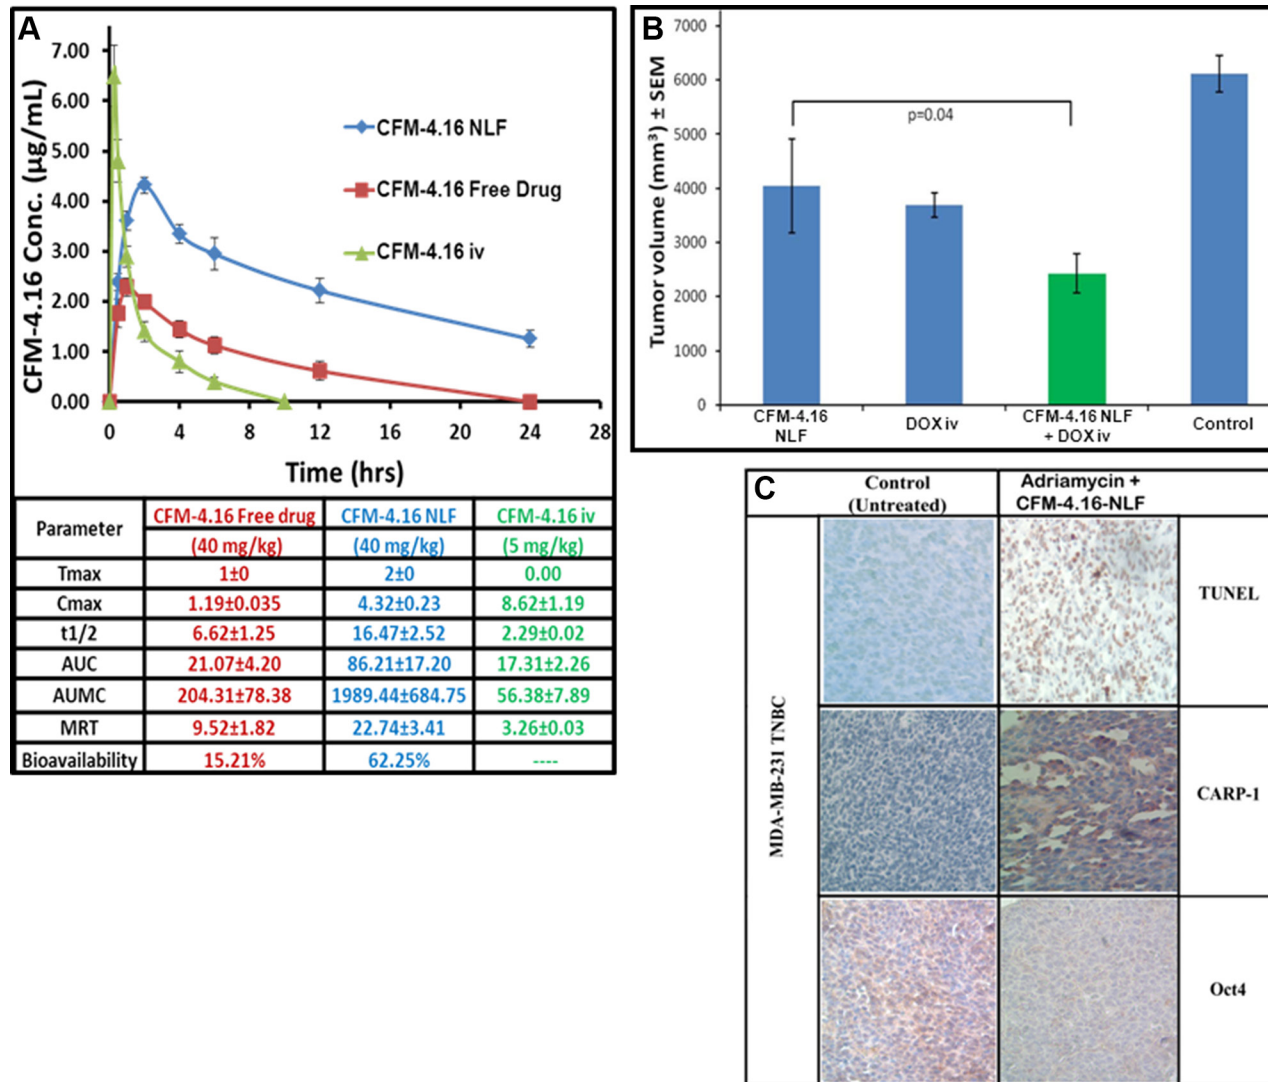 A
CFM-4.16 Conc. (µg/mL)
7.00
6.00
5.00
4.00
3.00
2.00
1.00
0.00
0 4 8 12 16 20 24 28
Time (hrs)
CFM-4.16 NLF
CFM-4.16 Free Drug
CFM-4.16 iv
Parameter CFM-4.16 Free drug CFM-4.16 NLF CFM-4.16 iv
(40 mg/kg) (40 mg/kg) (5 mg/kg)
Tmax 1±0 2±0 0.00
Cmax 1.19±0.035 4.32±0.23 8.62±1.19
t1/2 6.62±1.25 16.47±2.52 2.29±0.02
AUC 21.07±4.20 86.21±17.20 17.31±2.26
AUMC 204.31±78.38 1989.44±684.75 56.38±7.89
MRT 9.52±1.82 22.74±3.41 3.26±0.03
Bioavailability 15.21% 62.25% ----
B
Tumor volume (mm³) ± SEM
7000
6000
5000
4000
3000
2000
1000
0
p=0.04
CFM-4.16
NLF
DOX iv
CFM-4.16 NLF
+ DOX iv
Control
C
Control
(Untreated)
Adriamycin +
CFM-4.16-NLF
MDA-MB-231 TNBC
TUNEL
CARP-1
Oct4